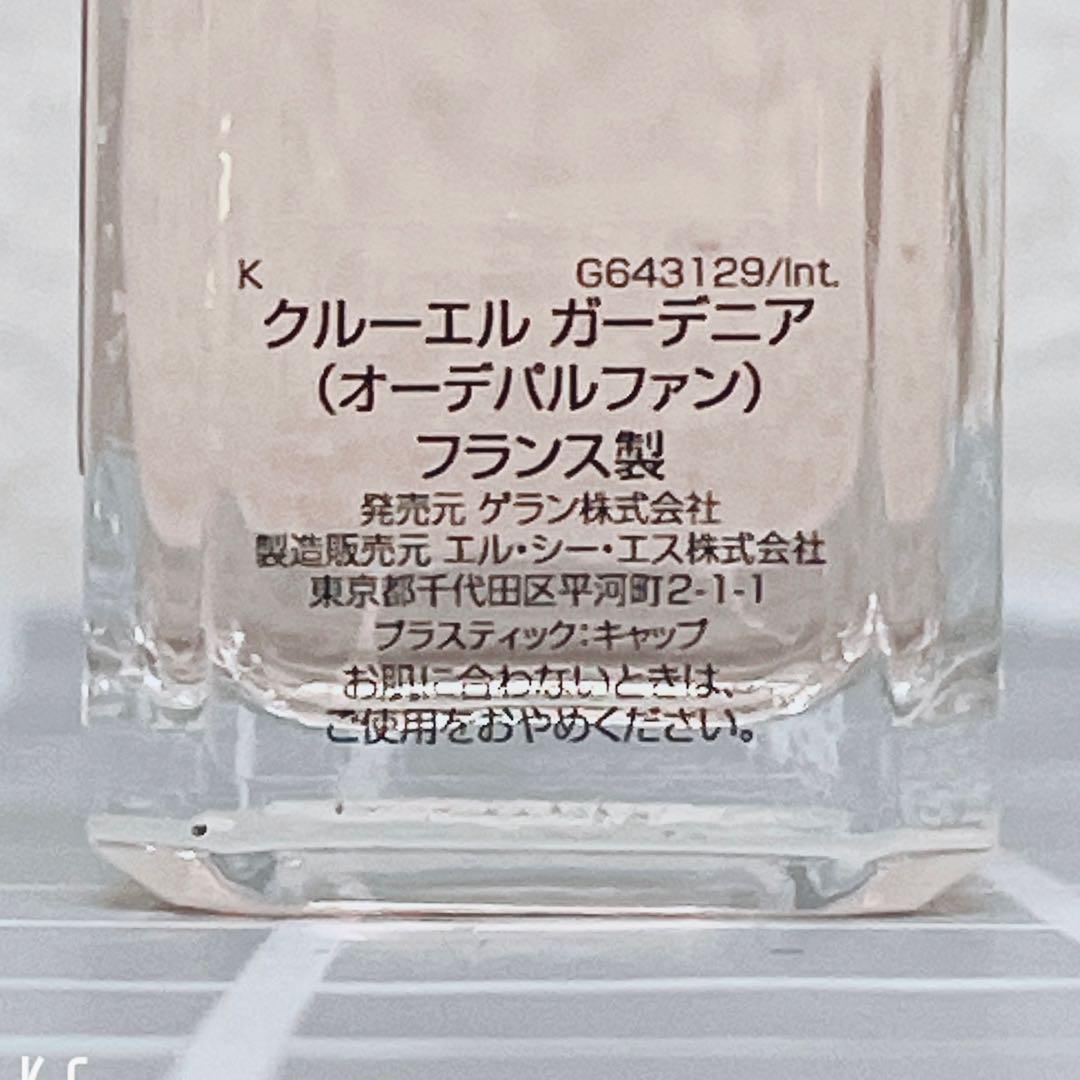 K G643129/Int.
クルーエル ガーデニア
(オーデパルファン)
フランス製
発売元 ゲラン株式会社
製造販売元 エル・シー・エス株式会社
東京都千代田区平河町2-1-1
プラスティック:キャップ
お肌に合わないときは、
ご使用をおやめください。